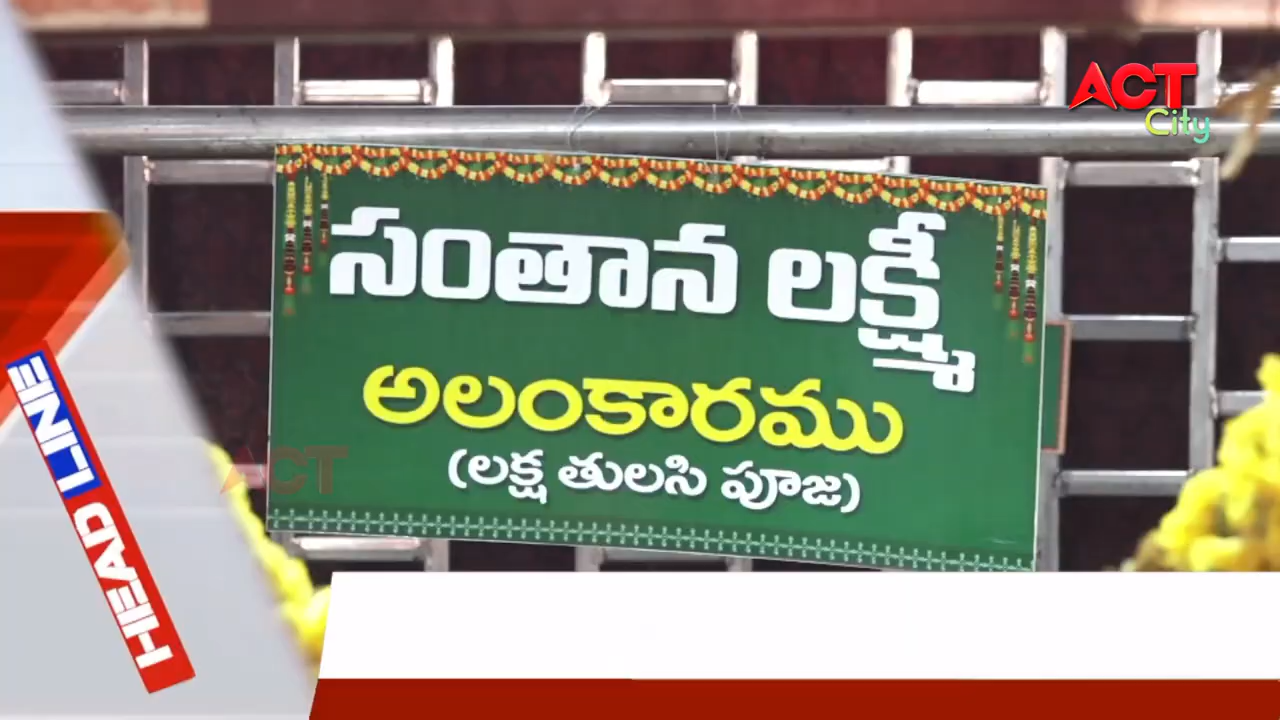 ACT
City
సంతాన లక్ష్మీ
అలంకారము
(లక్ష తులసి పూజ)
ACT
HEAD LINE